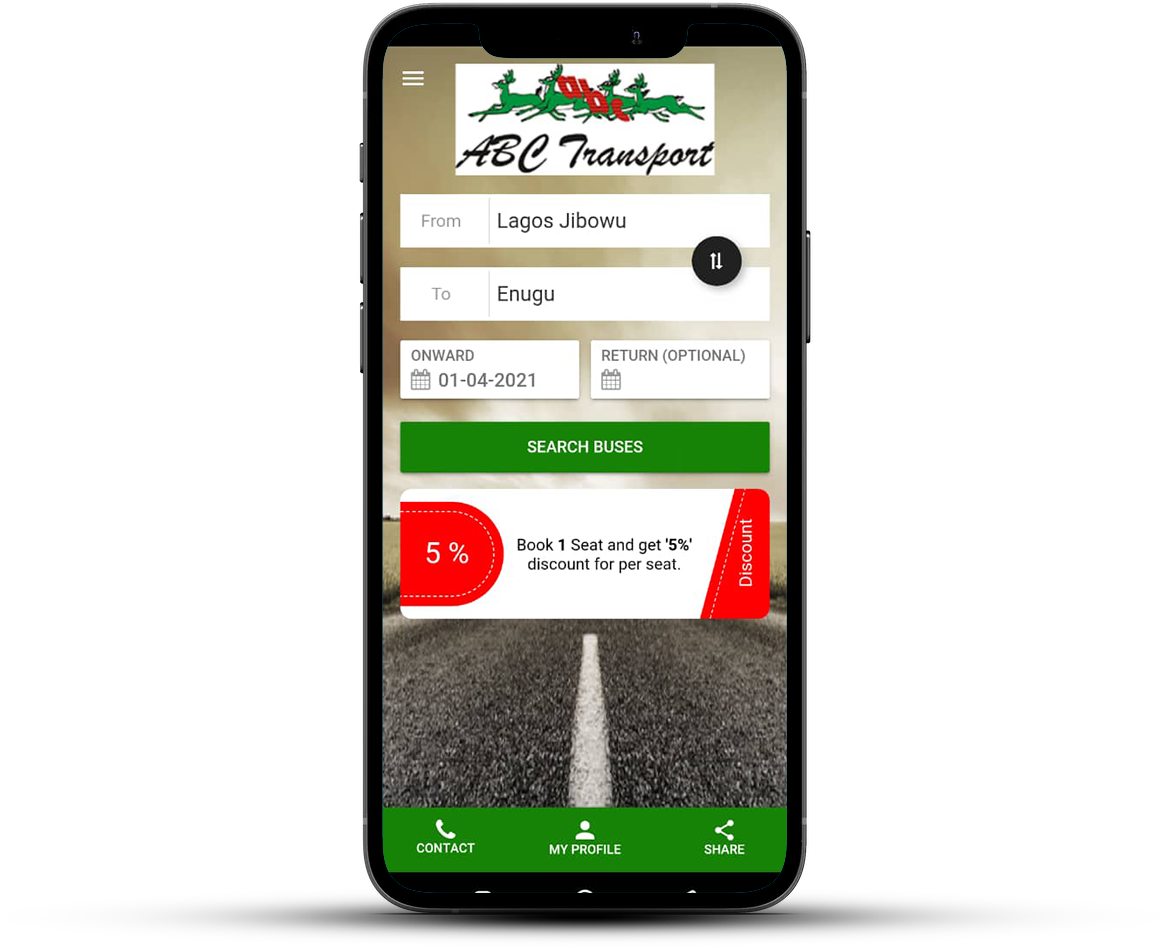 abc
ABC Transport
From
Lagos Jibowu
To
Enugu
ONWARD
RETURN (OPTIONAL)
01-04-2021
SEARCH BUSES
5 %
Book 1 Seat and get '5%'
discount for per seat.
Discount
CONTACT
MY PROFILE
SHARE